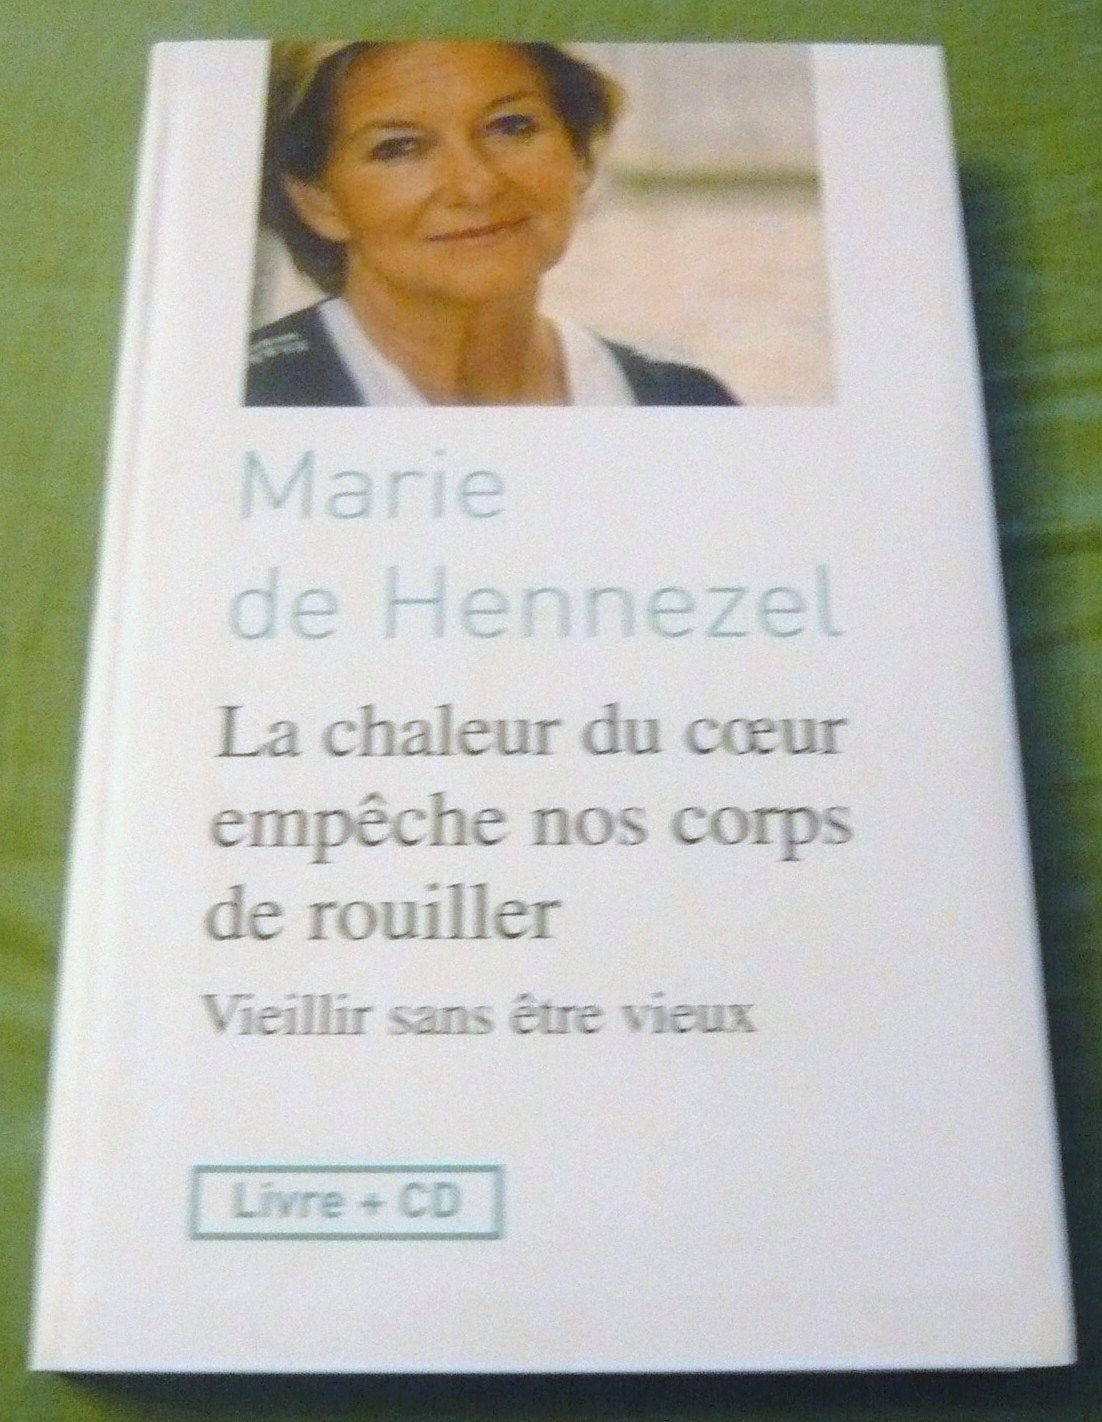 Marie
de Hennezel
La chaleur du cœur
empêche nos corps
de rouiller
Vieillir sans être vieux
Livre + CD